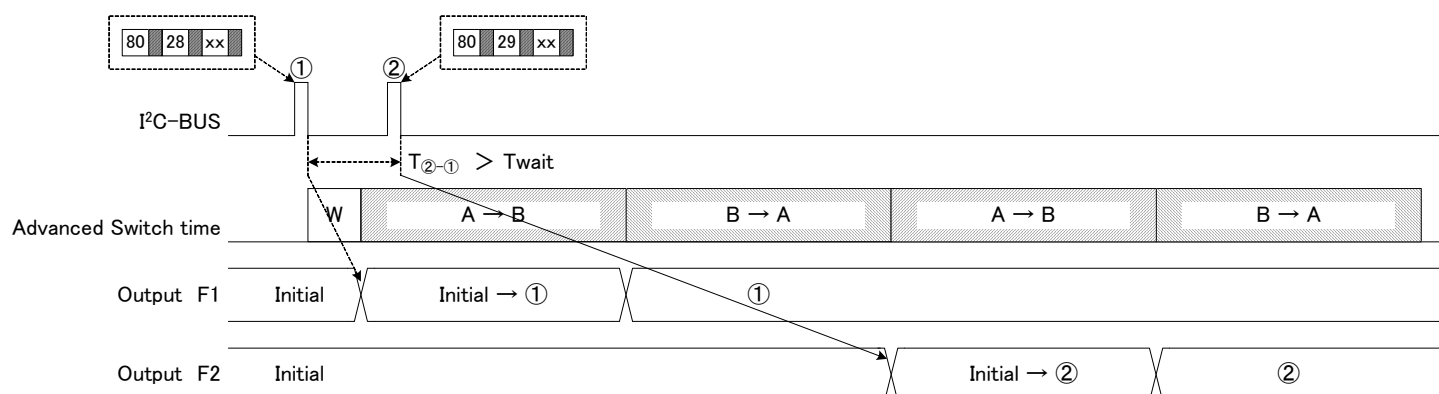 80 28 xx 80 29 xx
① ②
I²C-BUS
T②-① > Twait
Advanced Switch time W A → B B → A A → B B → A
Output F1 Initial Initial → ① ①
Output F2 Initial Initial → ② ②